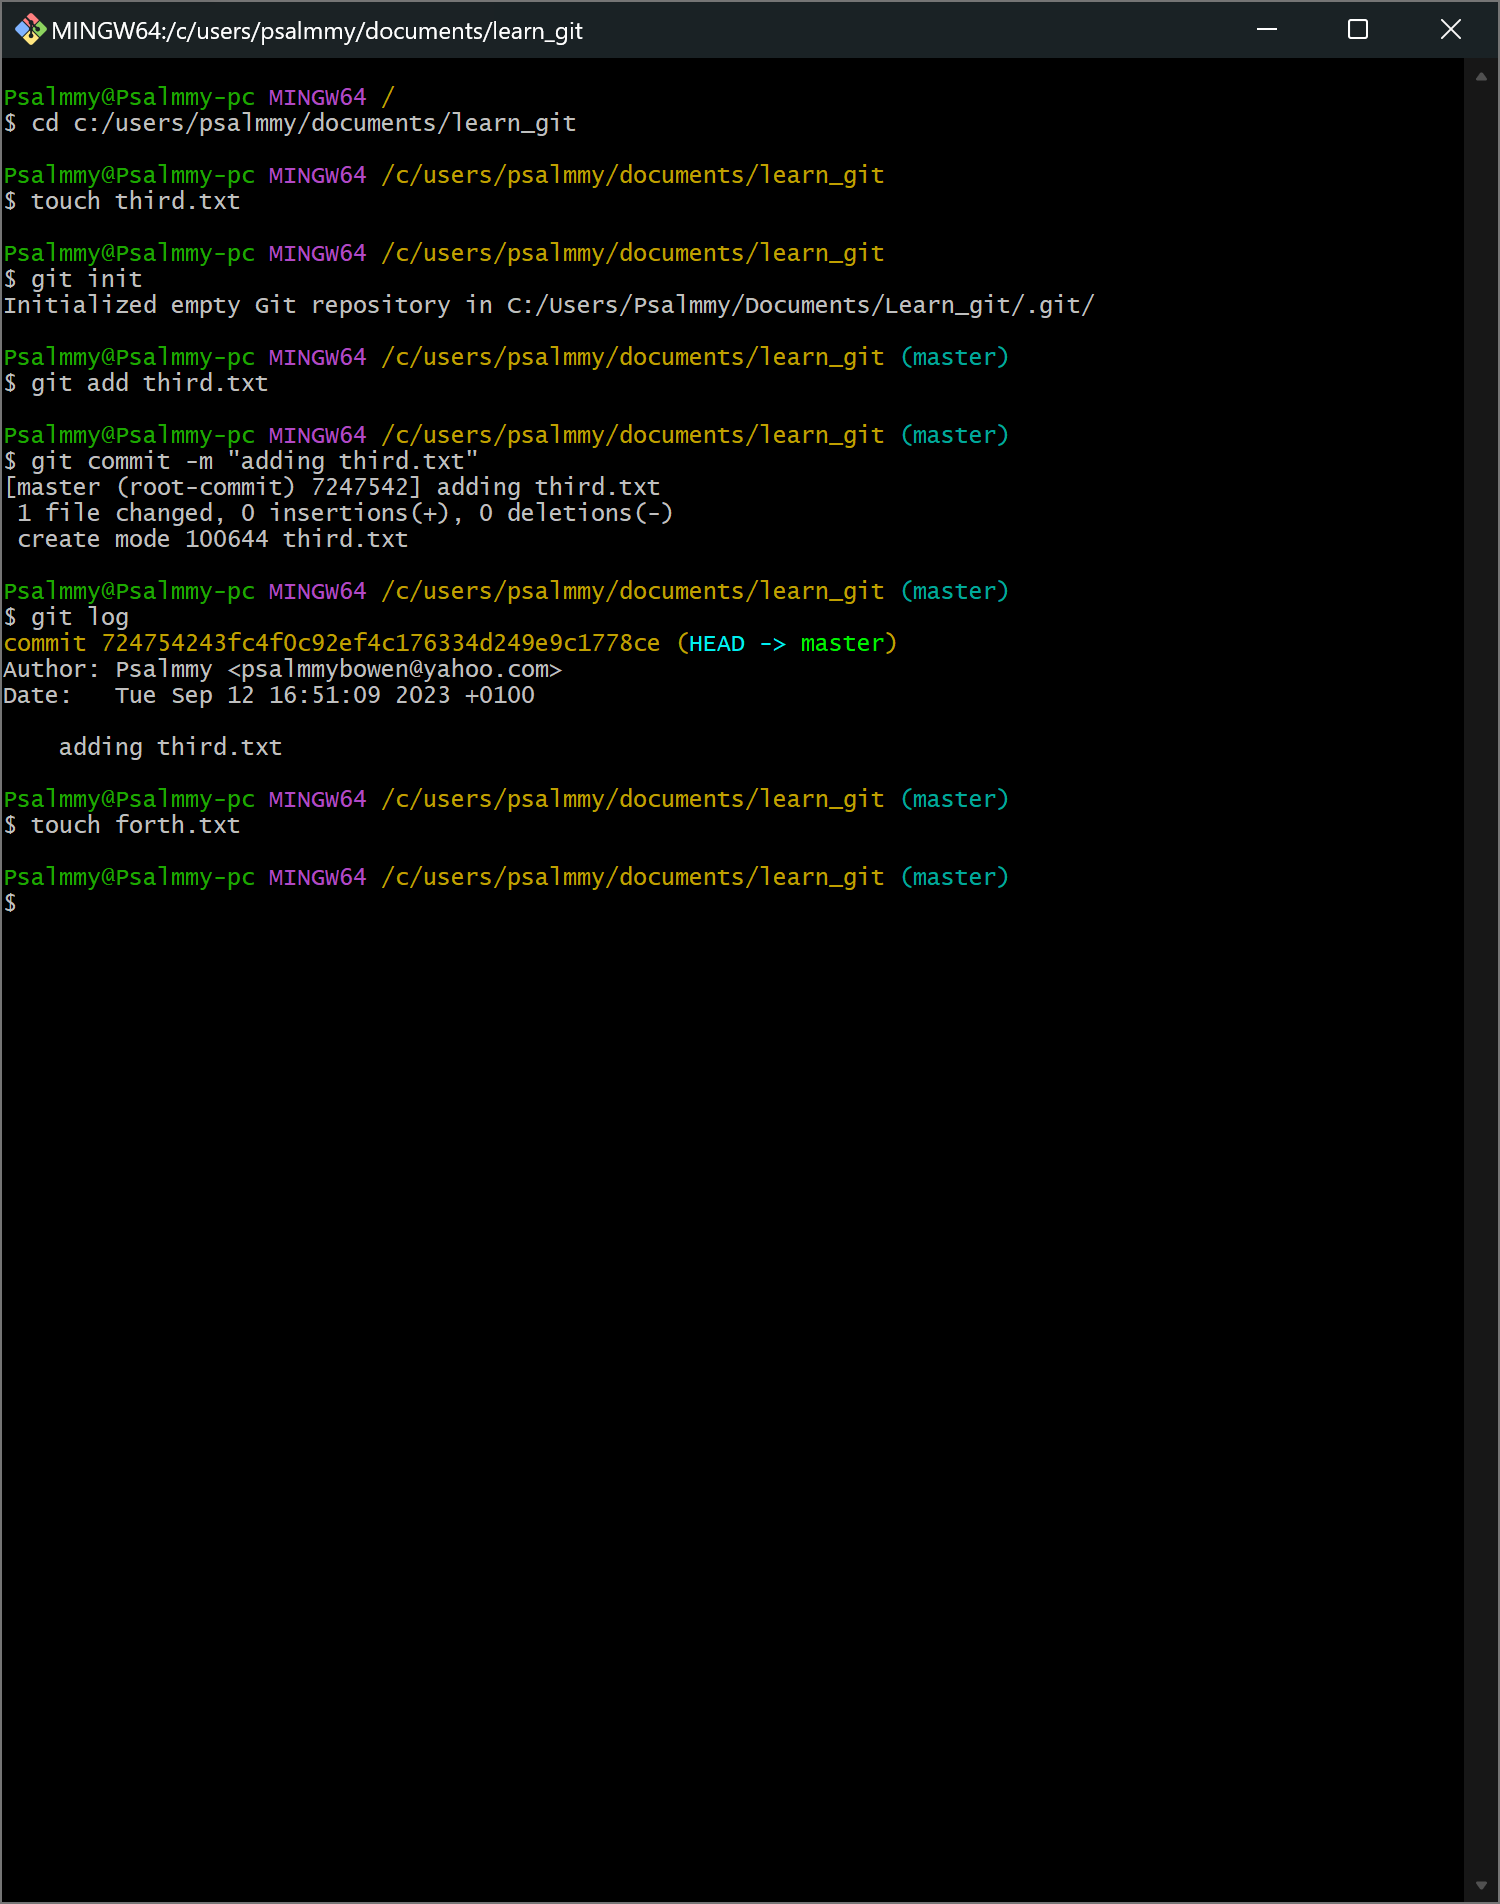 MINGW64:/c/users/psalmmy/documents/learn_git
Psalmmy@Psalmmy-pc MINGW64 /
$ cd c:/users/psalmmy/documents/learn_git
Psalmmy@Psalmmy-pc MINGW64 /c/users/psalmmy/documents/learn_git
$ touch third.txt
Psalmmy@Psalmmy-pc MINGW64 /c/users/psalmmy/documents/learn_git
$ git init
Initialized empty Git repository in C:/Users/Psalmmy/Documents/Learn_git/.git/
Psalmmy@Psalmmy-pc MINGW64 /c/users/psalmmy/documents/learn_git (master)
$ git add third.txt
Psalmmy@Psalmmy-pc MINGW64 /c/users/psalmmy/documents/learn_git (master)
$ git commit -m "adding third.txt"
[master (root-commit) 7247542] adding third.txt
 1 file changed, 0 insertions(+), 0 deletions(-)
 create mode 100644 third.txt
Psalmmy@Psalmmy-pc MINGW64 /c/users/psalmmy/documents/learn_git (master)
$ git log
commit 724754243fc4f0c92ef4c176334d249e9c1778ce (HEAD -> master)
Author: Psalmmy <psalmmybowen@yahoo.com>
Date:   Tue Sep 12 16:51:09 2023 +0100
    adding third.txt
Psalmmy@Psalmmy-pc MINGW64 /c/users/psalmmy/documents/learn_git (master)
$ touch forth.txt
Psalmmy@Psalmmy-pc MINGW64 /c/users/psalmmy/documents/learn_git (master)
$